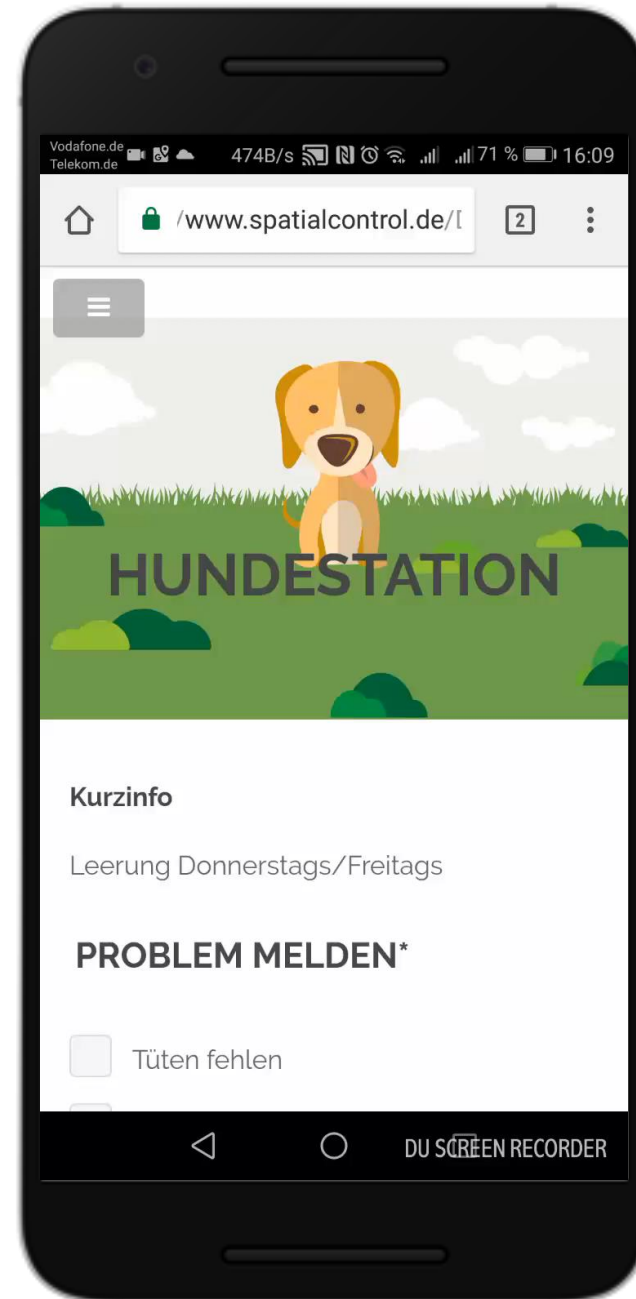 Vodafone.de
Telekom.de
474B/s 71 % 16:09
/www.spatialcontrol.de/
2
HUNDESTATION
Kurzinfo
Leerung Donnerstags/Freitags
PROBLEM MELDEN*
Tüten fehlen
DU SCREEN RECORDER